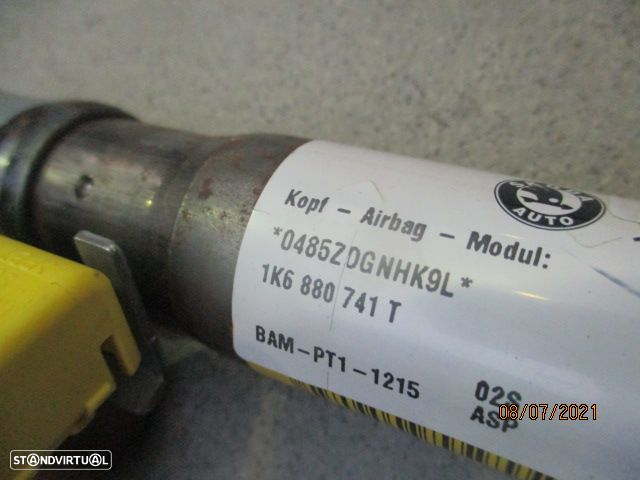 Kopf - Airbag - Modul:
*0485ZDGNHK9L*
1K6 880 741 T
BAM-PT1-1215
02S
ASP
AUTO
08/07/2021
STANDVIRTUAL